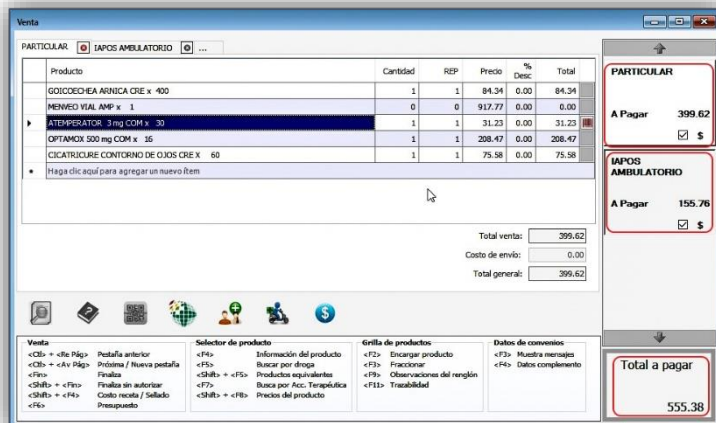 Venta
PARTICULAR IAPOS AMBULATORIO ...
Producto Cantidad REP Precio % Desc Total
GOICOECHEA ARNICA CRE x 400 1 1 84.34 0.00 84.34
MENVEO VIAL AMP x 1 0 0 917.77 0.00 0.00
ATEMPERATOR 3 mg COM x 30 1 1 31.23 0.00 31.23
OPTAMOX 500 mg COM x 16 1 1 208.47 0.00 208.47
CICATRICURE CONTORNO DE OJOS CRE X 60 1 1 75.58 0.00 75.58
Haga clic aquí para agregar un nuevo ítem
Total venta: 399.62
Costo de envío: 0.00
Total general: 399.62
PARTICULAR
A Pagar 399.62
$
IAPOS
AMBULATORIO
A Pagar 155.76
$
Venta
<Ctl> + <Re Pág> Pestaña anterior
<Ctl> + <Av Pág> Próxima / Nueva pestaña
<Fin> Finaliza
<Shift> + <Fin> Finaliza sin autorizar
<Shift> + <F4> Costo receta / Sellado
<F6> Presupuesto
Selector de producto
<F4> Información del producto
<F5> Buscar por droga
<Shift> + <F5> Productos equivalentes
<F7> Busca por Acc. Terapéutica
<Shift> + <F8> Precios del producto
Grilla de productos
<F2> Encargar producto
<F3> Fraccionar
<F9> Observaciones del renglón
<F11> Trazabilidad
Datos de convenios
<F3> Muestra mensajes
<F4> Datos complemento
Total a pagar
555.38